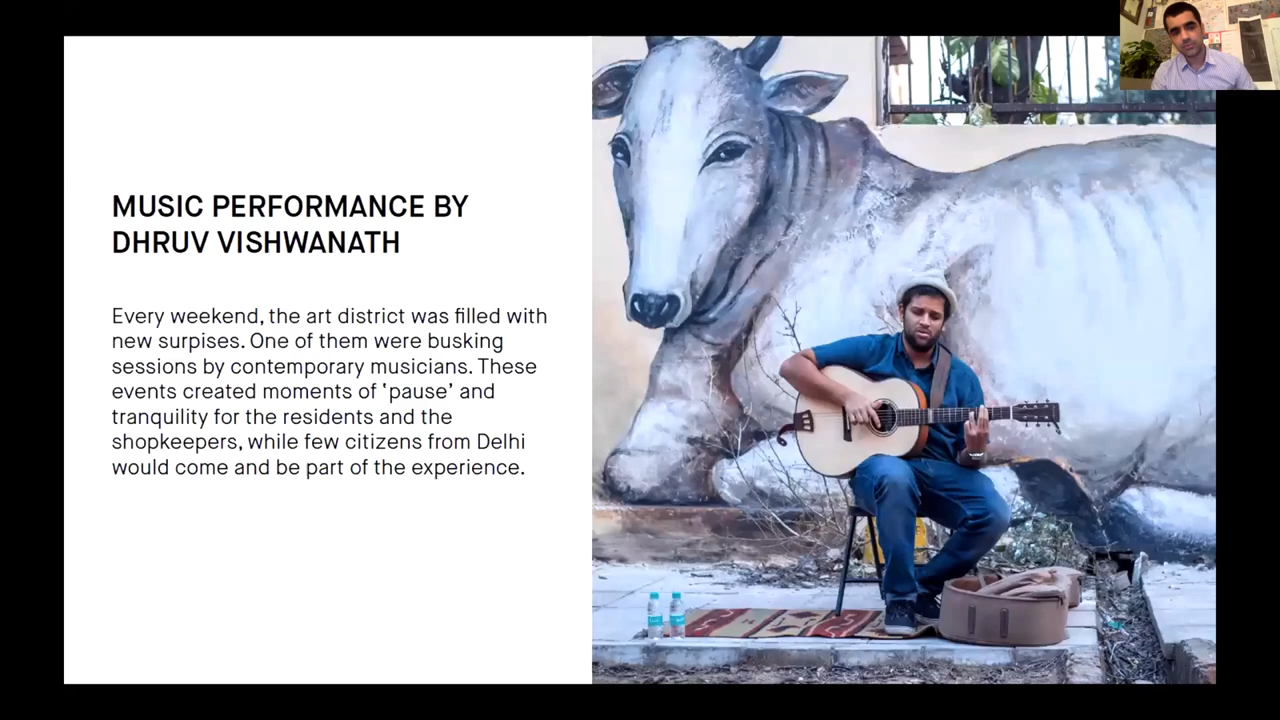 MUSIC PERFORMANCE BY
DHRUV VISHWANATH
Every weekend, the art district was filled with
new surpises. One of them were busking
sessions by contemporary musicians. These
events created moments of ‘pause’ and
tranquility for the residents and the
shopkeepers, while few citizens from Delhi
would come and be part of the experience.